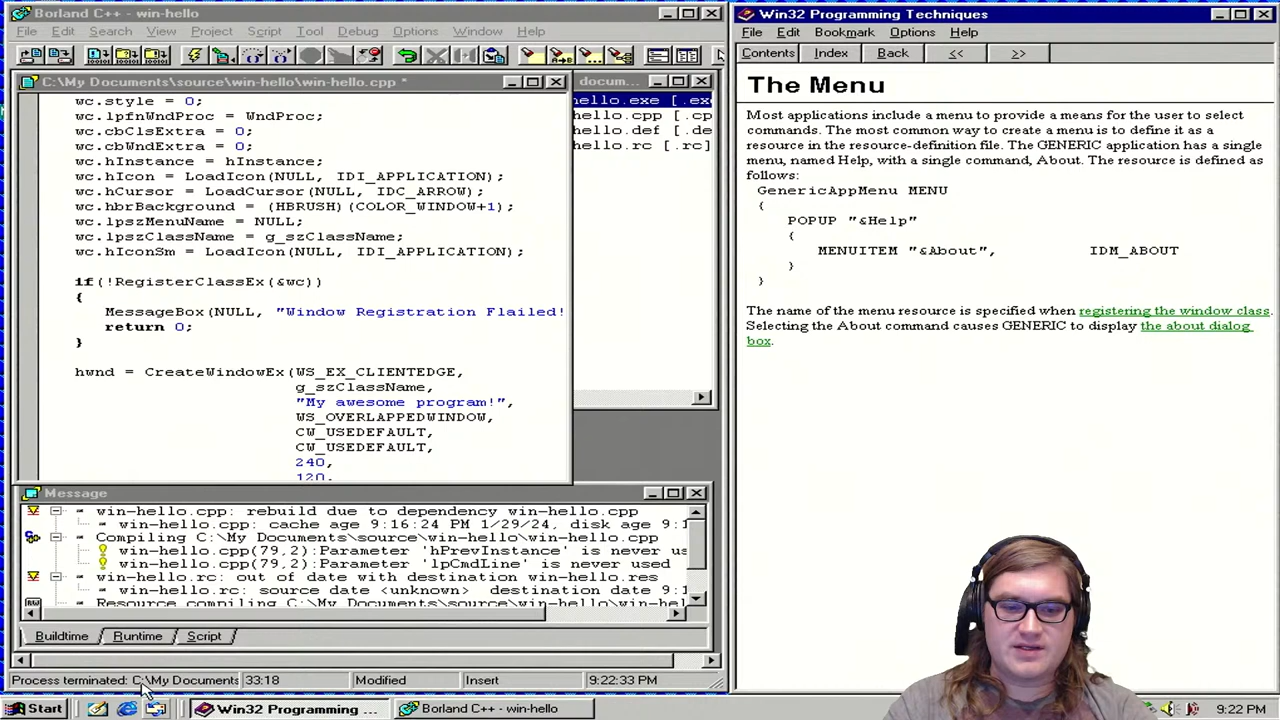 Borland C++ - win-hello
File Edit Search View Project Script Tool Debug Options Window Help
C:\My Documents\source\win-hello\win-hello.cpp *
wc.style = 0;
wc.lpfnWndProc = WndProc;
wc.cbClsExtra = 0;
wc.cbWndExtra = 0;
wc.hInstance = hInstance;
wc.hIcon = LoadIcon(NULL, IDI_APPLICATION);
wc.hCursor = LoadCursor(NULL, IDC_ARROW);
wc.hbrBackground = (HBRUSH)(COLOR_WINDOW+1);
wc.lpszMenuName = NULL;
wc.lpszClassName = g_szClassName;
wc.hIconSm = LoadIcon(NULL, IDI_APPLICATION);
if(!RegisterClassEx(&wc))
{
MessageBox(NULL, "Window Registration Flailed!
return 0;
}
hwnd = CreateWindowEx(WS_EX_CLIENTEDGE,
g_szClassName,
"My awesome program!",
WS_OVERLAPPEDWINDOW,
CW_USEDEFAULT,
CW_USEDEFAULT,
240,
120,
docum...
hello.exe [.exe
hello.cpp [.cp
hello.def [.de
hello.rc [.rc]
Message
win-hello.cpp: rebuild due to dependency win-hello.cpp
win-hello.cpp: cache age 9:16:24 PM 1/29/24, disk age 9:1
Compiling C:\My Documents\source\win-hello\win-hello.cpp
win-hello.cpp(79,2):Parameter 'hPrevInstance' is never us
win-hello.cpp(79,2):Parameter 'lpCmdLine' is never used
win-hello.rc: out of date with destination win-hello.res
win-hello.rc: source date <unknown> destination date 9:1
Resource compiling C:\My Documents\source\win-hello\win-hel
Buildtime Runtime Script
Process terminated: C:\My Documents 33:18 Modified Insert 9:22:33 PM
Win32 Programming Techniques
File Edit Bookmark Options Help
Contents Index Back << >>
The Menu
Most applications include a menu to provide a means for the user to select
commands. The most common way to create a menu is to define it as a
resource in the resource-definition file. The GENERIC application has a single
menu, named Help, with a single command, About. The resource is defined as
follows:
GenericAppMenu MENU
{
POPUP "&Help"
{
MENUITEM "&About", IDM_ABOUT
}
}
The name of the menu resource is specified when registering the window class.
Selecting the About command causes GENERIC to display the about dialog
box.
Start Win32 Programming ... Borland C++ - win-hello 9:22 PM